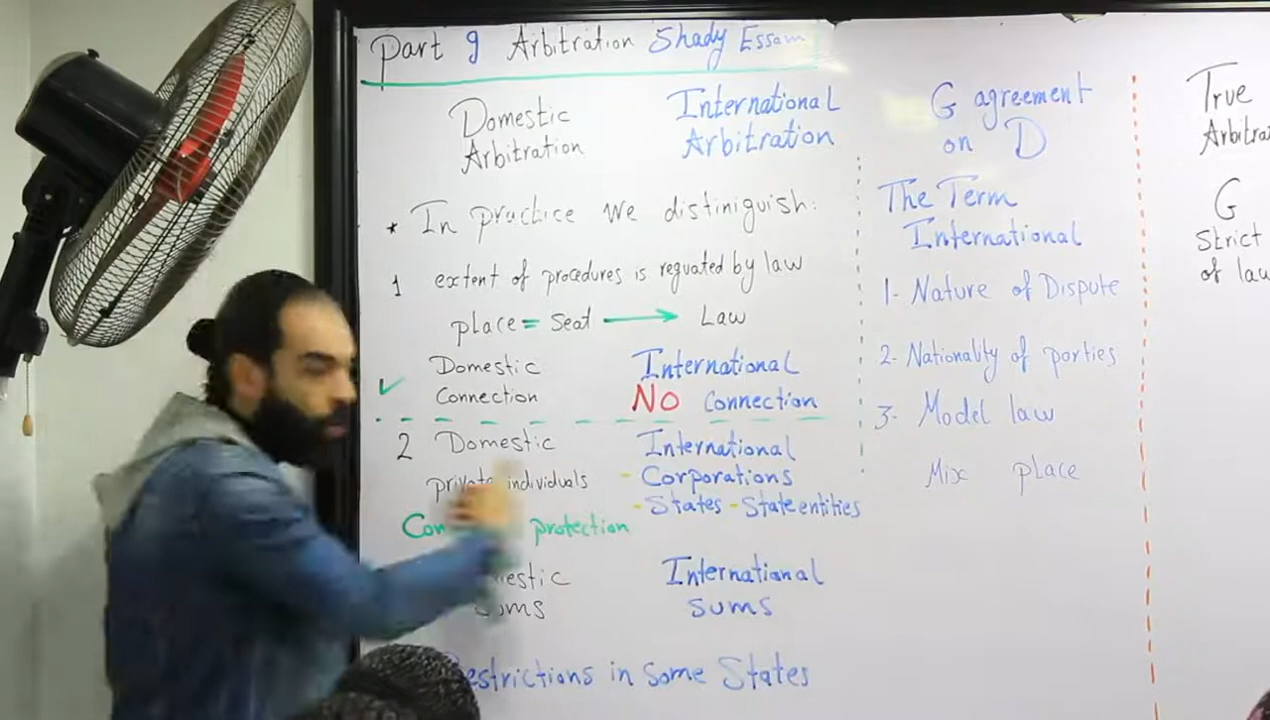 Part 9 Arbitration Shady Essam
Domestic
Arbitration
International
Arbitration
* In practice We distiniguish:
1 extent of procedures is reguated by law
place = Seat → Law
Domestic
✓ Connection
International
NO Connection
2 Domestic
private individuals
International
- Corporations
- States - State entities
protection
sums
International
sums
Restrictions in some States
G agreement
on D
The Term
International
1- Nature of Dispute
2- Nationality of porties
3- Model law
Mix place
True
G
Strict
of